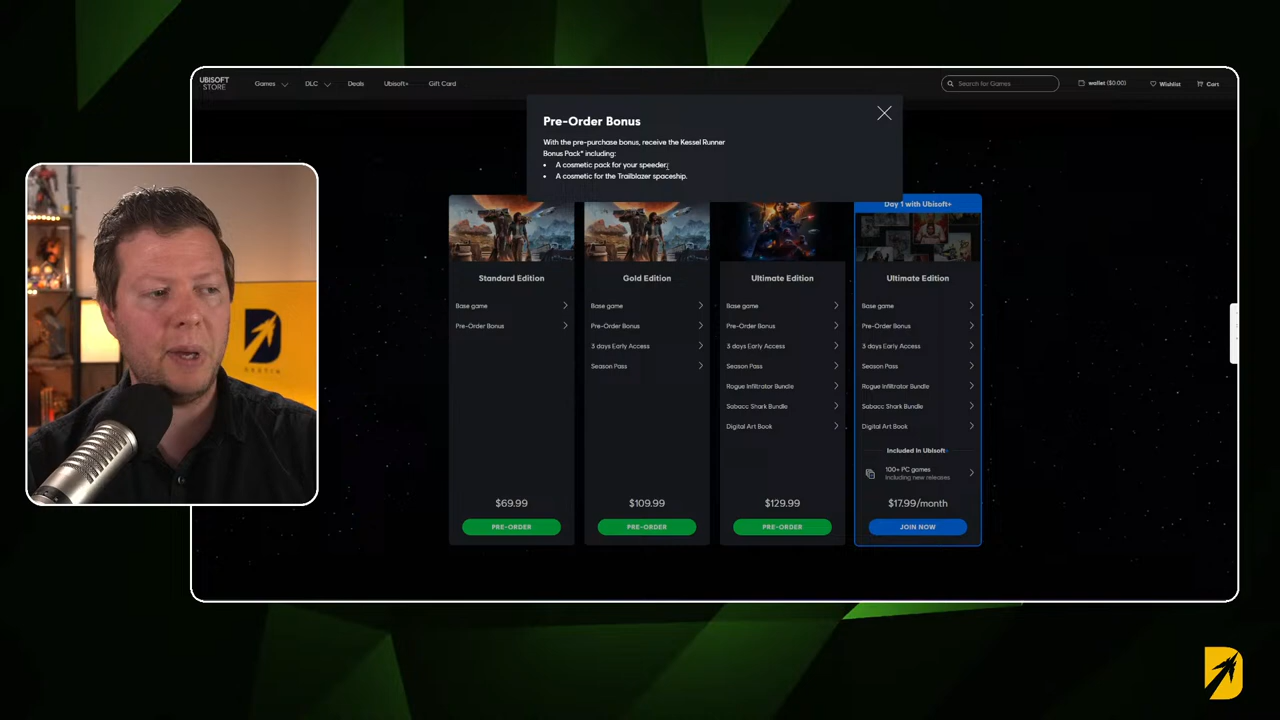 UBISOFT
STORE
Games
DLC
Deals
Ubisoft+
Gift Card
Search for Games
wallet ($0.00)
Wishlist
Cart
Pre-Order Bonus
With the pre-purchase bonus, receive the Kessel Runner
Bonus Pack* including:
• A cosmetic pack for your speeder;
• A cosmetic for the Trailblazer spaceship.
Standard Edition
Base game
Pre-Order Bonus
$69.99
PRE-ORDER
Gold Edition
Base game
Pre-Order Bonus
3 days Early Access
Season Pass
$109.99
PRE-ORDER
Ultimate Edition
Base game
Pre-Order Bonus
3 days Early Access
Season Pass
Rogue Infiltrator Bundle
Sabacc Shark Bundle
Digital Art Book
$129.99
PRE-ORDER
Day 1 with Ubisoft+
Ultimate Edition
Base game
Pre-Order Bonus
3 days Early Access
Season Pass
Rogue Infiltrator Bundle
Sabacc Shark Bundle
Digital Art Book
Included in Ubisoft+
100+ PC games
Including new releases
$17.99/month
JOIN NOW
DESTIN